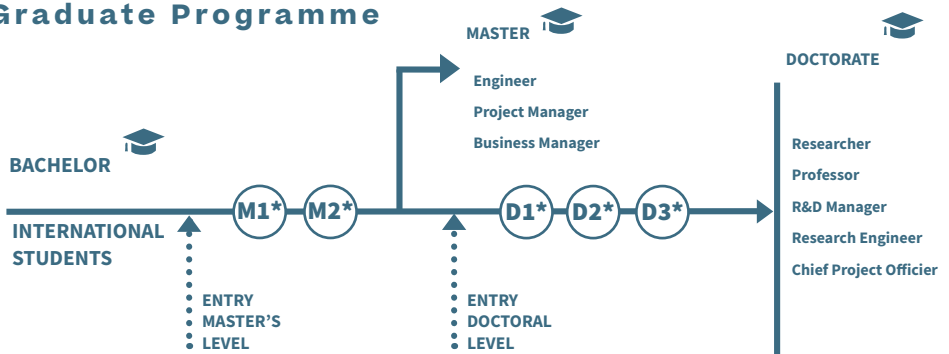 Graduate Programme
MASTER
DOCTORATE
Engineer
Project Manager
Business Manager
BACHELOR
Researcher
Professor
R&D Manager
Research Engineer
Chief Project Officier
M1*
M2*
D1*
D2*
D3*
INTERNATIONAL
STUDENTS
ENTRY
MASTER'S
LEVEL
ENTRY
DOCTORAL
LEVEL